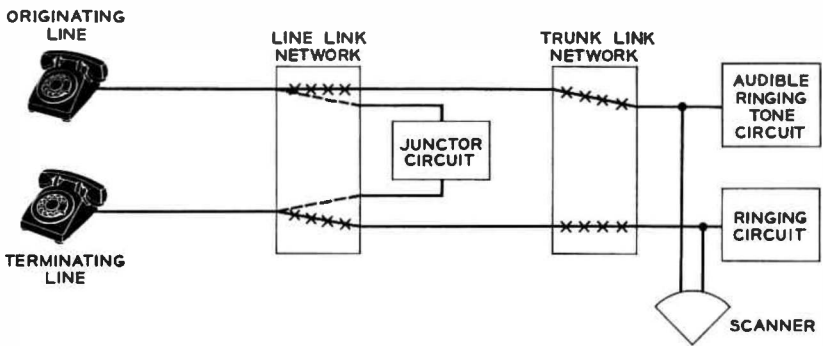 ORIGINATING
LINE
LINE LINK
NETWORK
TRUNK LINK
NETWORK
AUDIBLE
RINGING
TONE
CIRCUIT
JUNCTOR
CIRCUIT
RINGING
CIRCUIT
TERMINATING
LINE
SCANNER